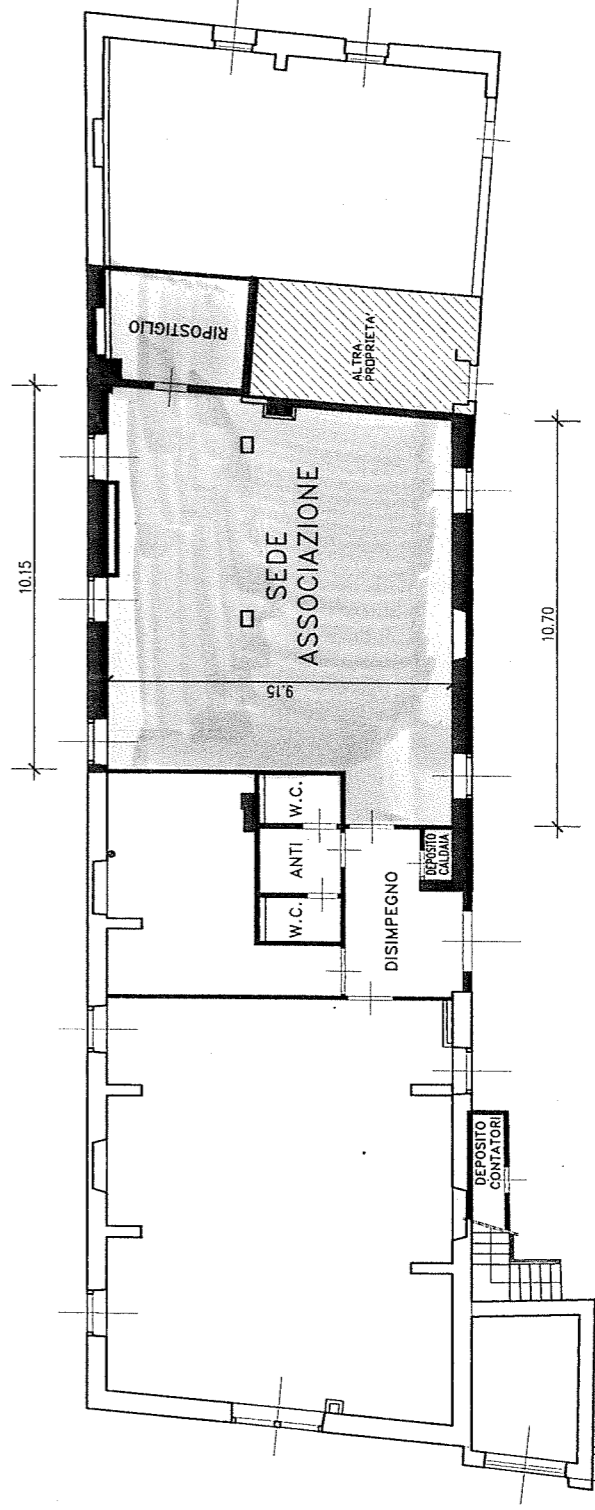 RIPOSTIGLIO
ALTRA
PROPRIETA'
10.15
SEDE
ASSOCIAZIONE
9.15
10.70
W.C.
ANTI
W.C.
DEPOSITO
CALDAIA
DISIMPEGNO
DEPOSITO
CONTATORI